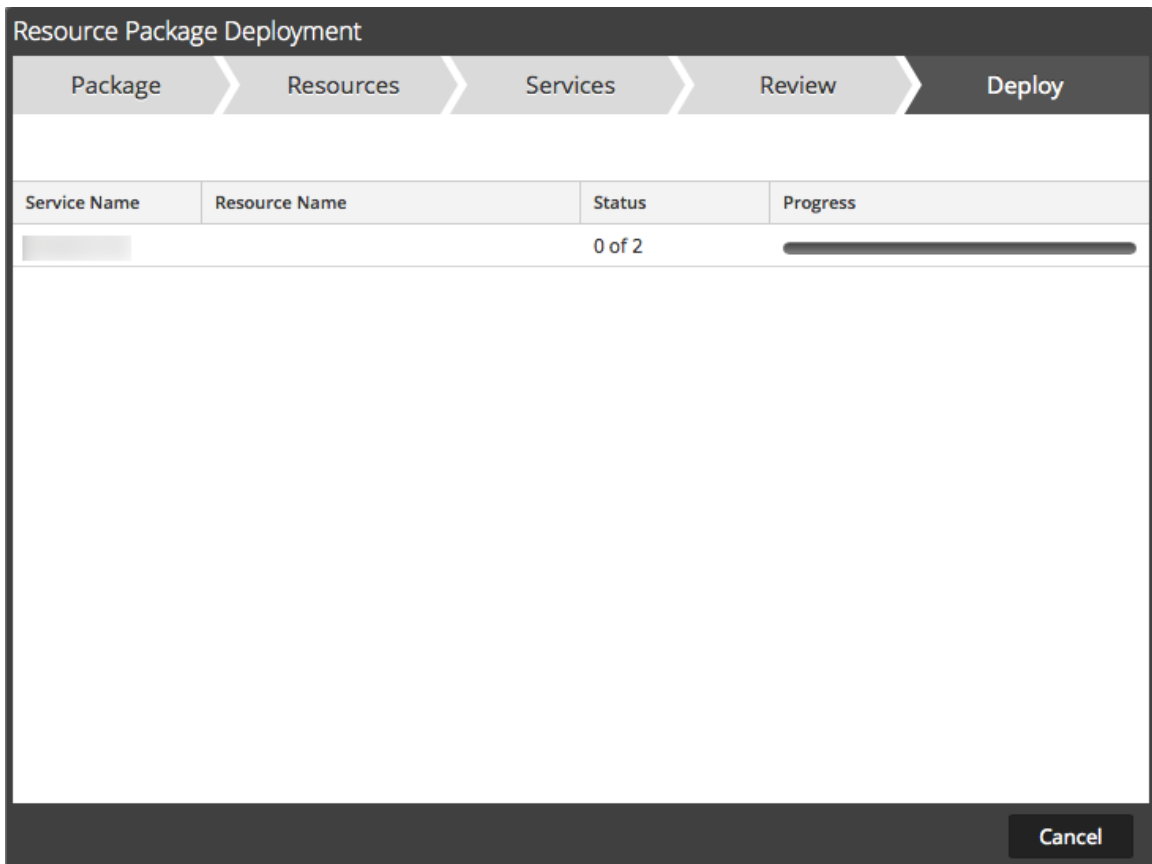 Resource Package Deployment
Package Resources Services Review Deploy
Service Name Resource Name Status Progress
0 of 2
Cancel